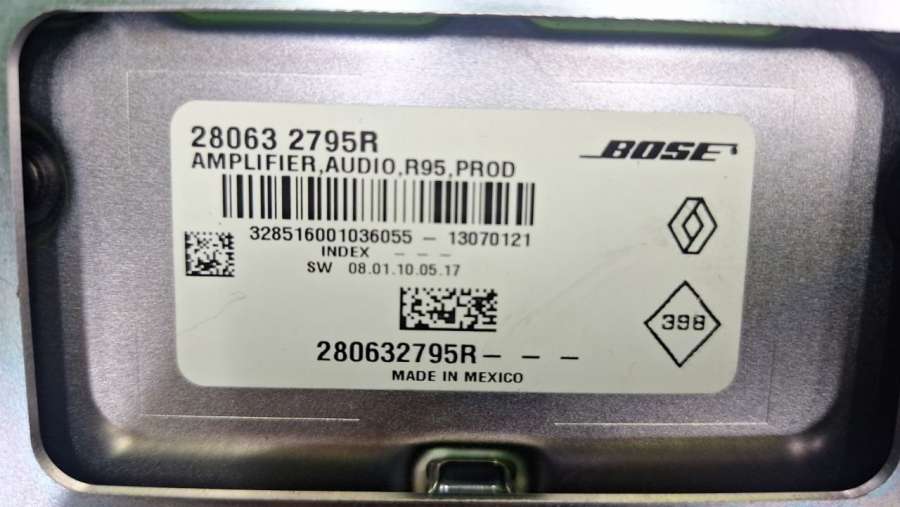 28063 2795R
BOSE
AMPLIFIER,AUDIO,R95,PROD
328516001036055 – 13070121
INDEX – – –
SW 08.01.10.05.17
398
280632795R – – –
MADE IN MEXICO